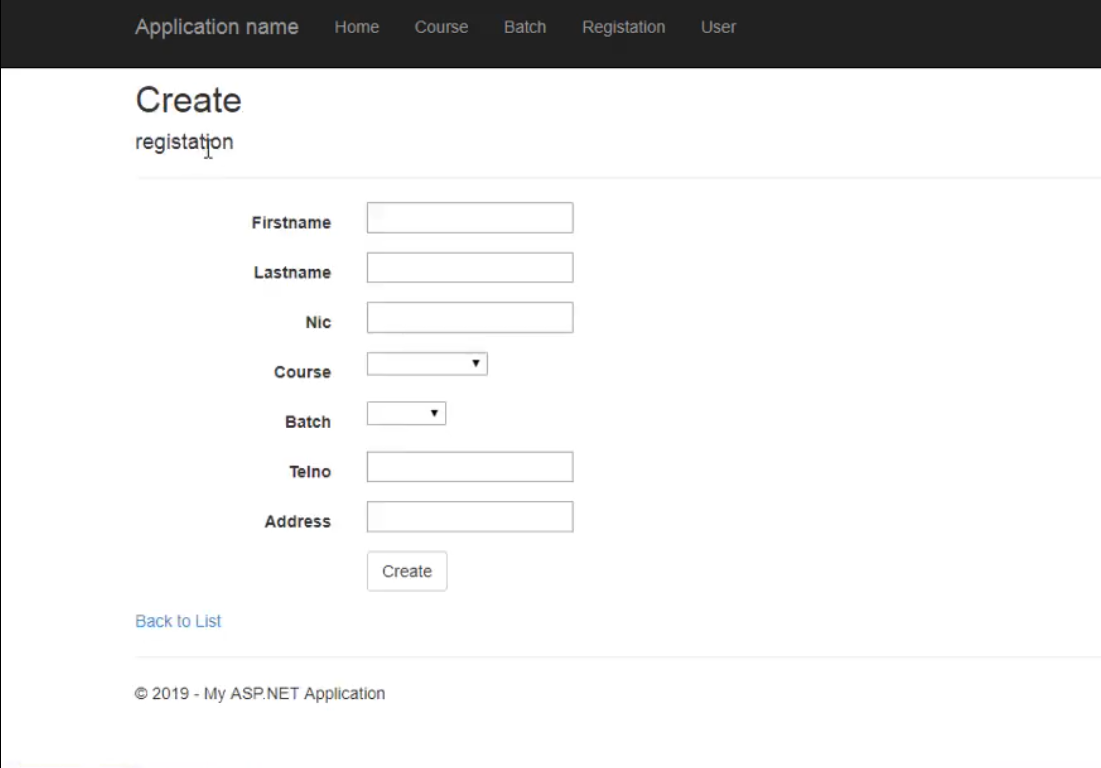 Application name Home Course Batch Registation User
Create
registation
Firstname
Lastname
Nic
Course
Batch
Telno
Address
Create
Back to List
© 2019 - My ASP.NET Application